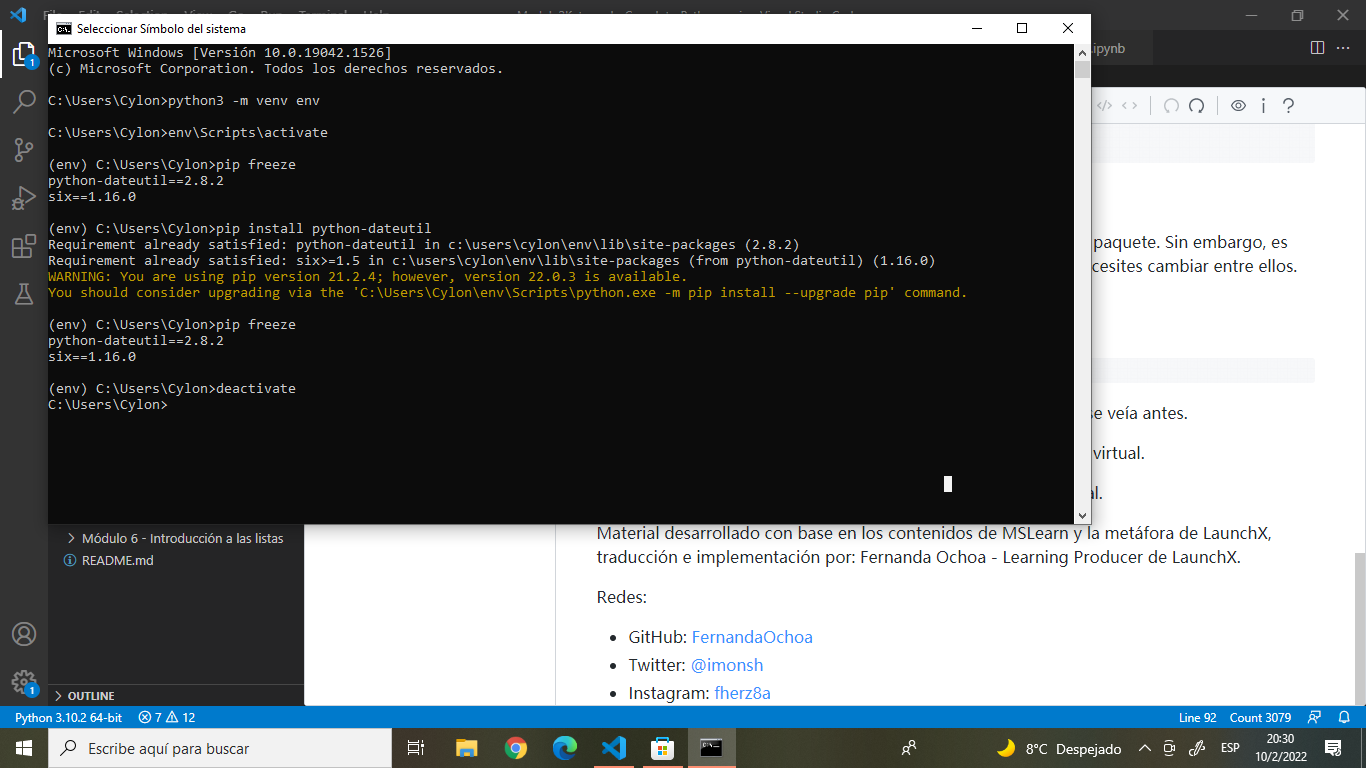 Seleccionar Símbolo del sistema
Microsoft Windows [Versión 10.0.19042.1526]
(c) Microsoft Corporation. Todos los derechos reservados.
C:\Users\Cylon>python3 -m venv env
C:\Users\Cylon>env\Scripts\activate
(env) C:\Users\Cylon>pip freeze
python-dateutil==2.8.2
six==1.16.0
(env) C:\Users\Cylon>pip install python-dateutil
Requirement already satisfied: python-dateutil in c:\users\cylon\env\lib\site-packages (2.8.2)
Requirement already satisfied: six>=1.5 in c:\users\cylon\env\lib\site-packages (from python-dateutil) (1.16.0)
WARNING: You are using pip version 21.2.4; however, version 22.0.3 is available.
You should consider upgrading via the 'C:\Users\Cylon\env\Scripts\python.exe -m pip install --upgrade pip' command.
(env) C:\Users\Cylon>pip freeze
python-dateutil==2.8.2
six==1.16.0
(env) C:\Users\Cylon>deactivate
C:\Users\Cylon>
.ipynb
paquete. Sin embargo, es
cesites cambiar entre ellos.
se veía antes.
virtual.
al.
Módulo 6 - Introducción a las listas
README.md
OUTLINE
Material desarrollado con base en los contenidos de MSLearn y la metáfora de LaunchX,
traducción e implementación por: Fernanda Ochoa - Learning Producer de LaunchX.
Redes:
GitHub: FernandaOchoa
Twitter: @imonsh
Instagram: fherz8a
1
1
Python 3.10.2 64-bit
7
12
Line 92
Count 3079
Escribe aquí para buscar
8°C Despejado
ESP
20:30
10/2/2022